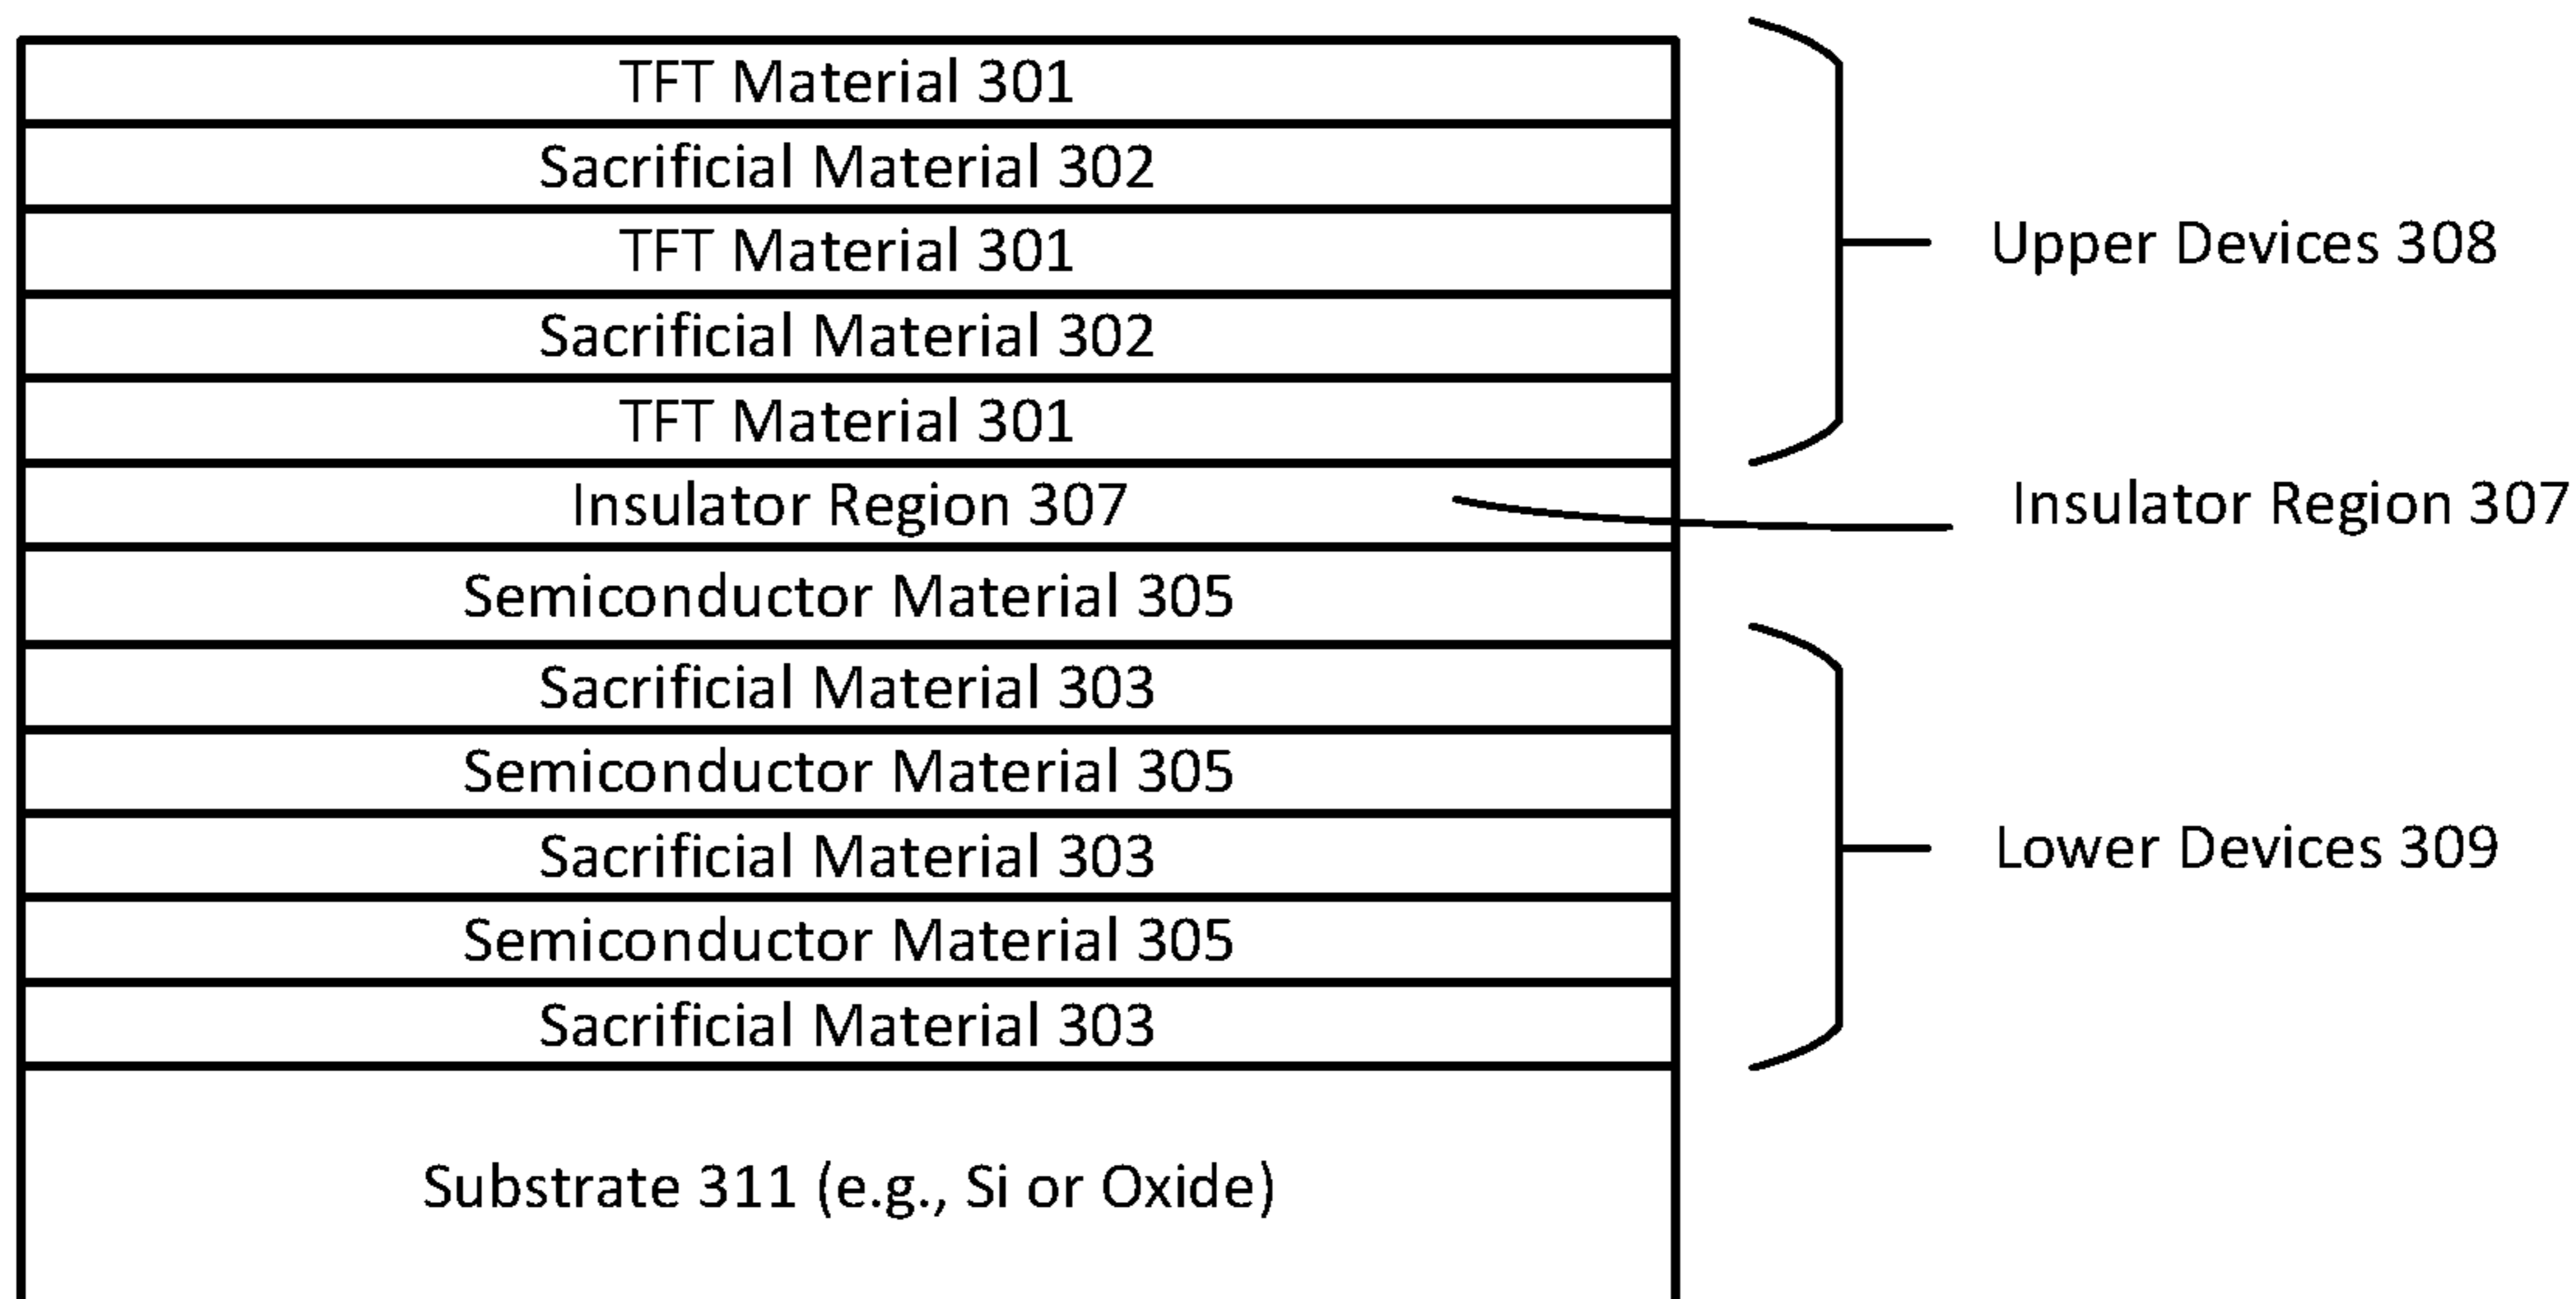 TFT Material 301
Sacrificial Material 302
TFT Material 301
Upper Devices 308
Sacrificial Material 302
TFT Material 301
Insulator Region 307
Insulator Region 307
Semiconductor Material 305
Sacrificial Material 303
Semiconductor Material 305
Sacrificial Material 303
Lower Devices 309
Semiconductor Material 305
Sacrificial Material 303
Substrate 311 (e.g., Si or Oxide)